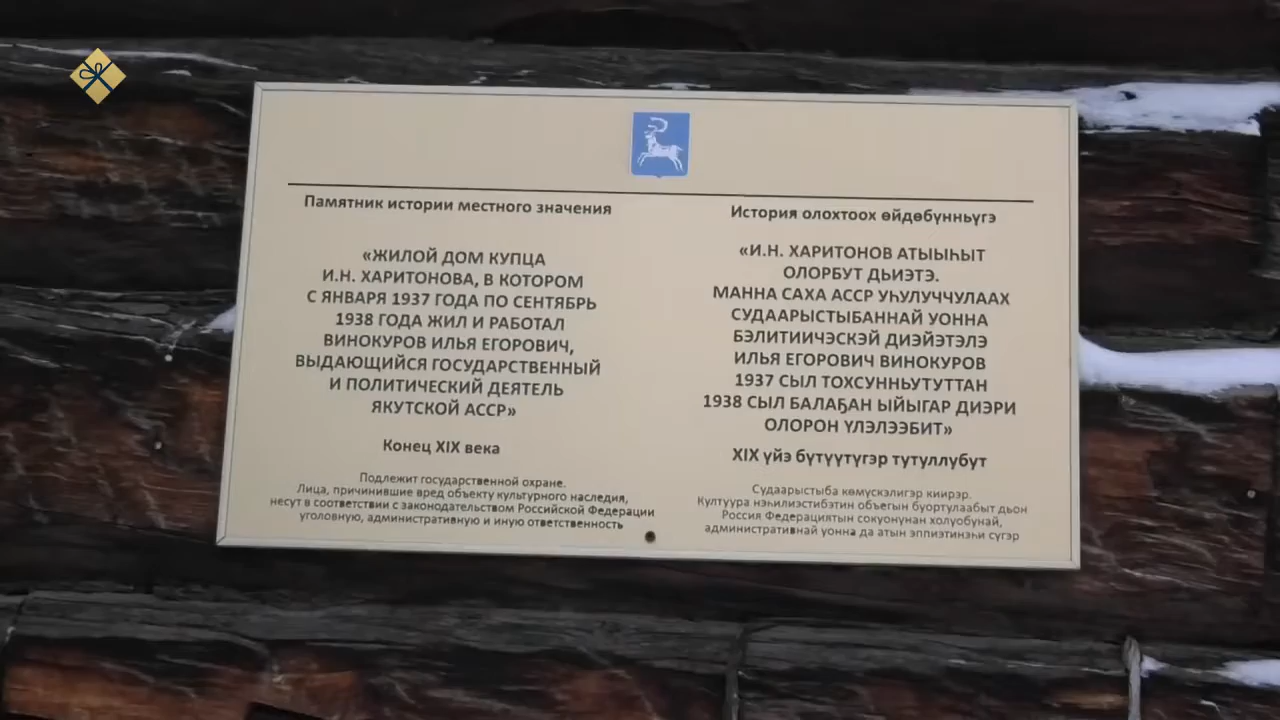 Памятник истории местного значения
«ЖИЛОЙ ДОМ КУПЦА
И.Н. ХАРИТОНОВА, В КОТОРОМ
С ЯНВАРЯ 1937 ГОДА ПО СЕНТЯБРЬ
1938 ГОДА ЖИЛ И РАБОТАЛ
ВИНОКУРОВ ИЛЬЯ ЕГОРОВИЧ,
ВЫДАЮЩИЙСЯ ГОСУДАРСТВЕННЫЙ
И ПОЛИТИЧЕСКИЙ ДЕЯТЕЛЬ
ЯКУТСКОЙ АССР»
Конец XIX века
Подлежит государственной охране.
Лица, причинившие вред объекту культурного наследия,
несут в соответствии с законодательством Российской Федерации
уголовную, административную и иную ответственность
История олохтоох өйдөбүнньүгэ
«И.Н. ХАРИТОНОВ АТЫЫҺЫТ
ОЛОРБУТ ДЬИЭТЭ.
МАННА САХА АССР УҺУЛУЧЧУЛААХ
СУДААРЫСТЫБАННАЙ УОННА
БЭЛИТИИЧЭСКЭЙ ДИЭЙЭТЭЛЭ
ИЛЬЯ ЕГОРОВИЧ ВИНОКУРОВ
1937 СЫЛ ТОХСУННЬУТУТТАН
1938 СЫЛ БАЛАҔАН ЫЙЫГАР ДИЭРИ
ОЛОРОН ҮЛЭЛЭЭБИТ»
XIX үйэ бүтүүтүгэр тутуллубут
Судаарыстыба көмүскэлигэр киирэр.
Култуура нэһилиэстибэтин объегын буортулаабыт дьон
Россия Федерациятын сокуонунан холуобунай,
административнай уонна да атын эппиэтинэһи сүгэр